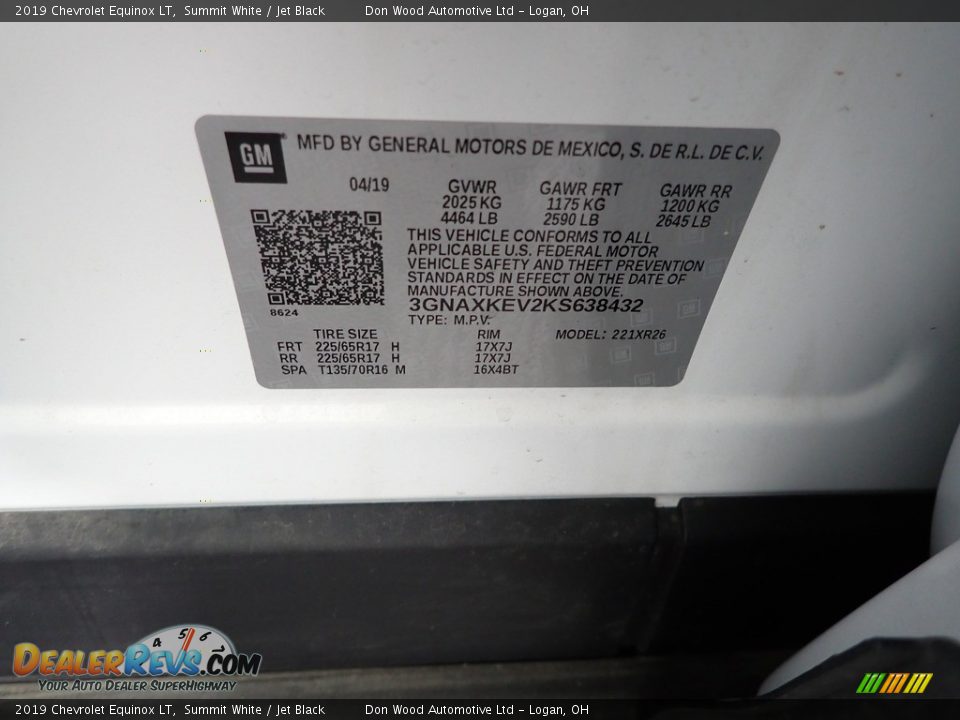 2019 Chevrolet Equinox LT, Summit White / Jet Black Don Wood Automotive Ltd - Logan, OH
GM MFD BY GENERAL MOTORS DE MEXICO, S. DE R.L. DE C.V.
04/19 GVWR GAWR FRT GAWR RR
2025 KG 1175 KG 1200 KG
4464 LB 2590 LB 2645 LB
THIS VEHICLE CONFORMS TO ALL
APPLICABLE U.S. FEDERAL MOTOR
VEHICLE SAFETY AND THEFT PREVENTION
STANDARDS IN EFFECT ON THE DATE OF
MANUFACTURE SHOWN ABOVE.
3GNAXKEV2KS638432
8624
TYPE: M.P.V.
TIRE SIZE RIM MODEL: 221XR26
FRT 225/65R17 H 17X7J
RR 225/65R17 H 17X7J
SPA T135/70R16 M 16X4BT
4 5 6 7
DEALERREVS.COM
YOUR AUTO DEALER SUPERHIGHWAY
2019 Chevrolet Equinox LT, Summit White / Jet Black Don Wood Automotive Ltd - Logan, OH